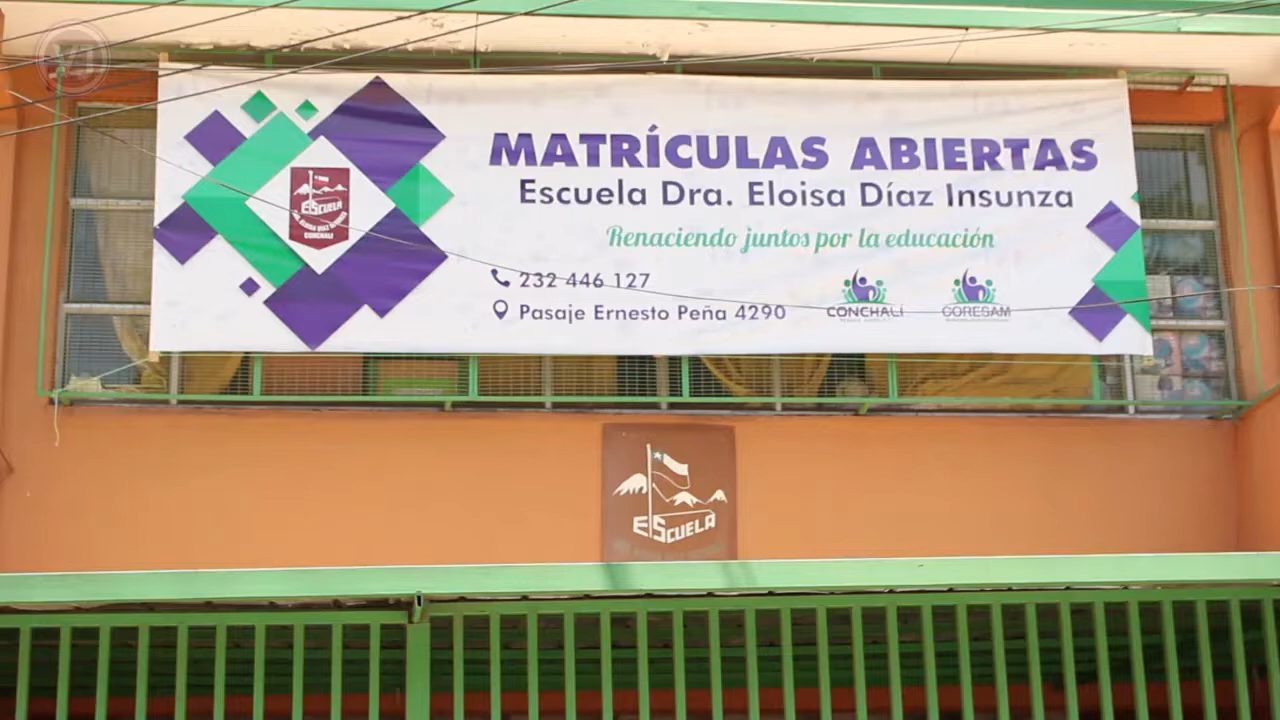 MATRÍCULAS ABIERTAS
Escuela Dra. Eloisa Díaz Insunza
Renaciendo juntos por la educación
232 446 127
Pasaje Ernesto Peña 4290
CONCHALÍ
CORESAM
ESCUELA
CONCHALI
ESCUELA